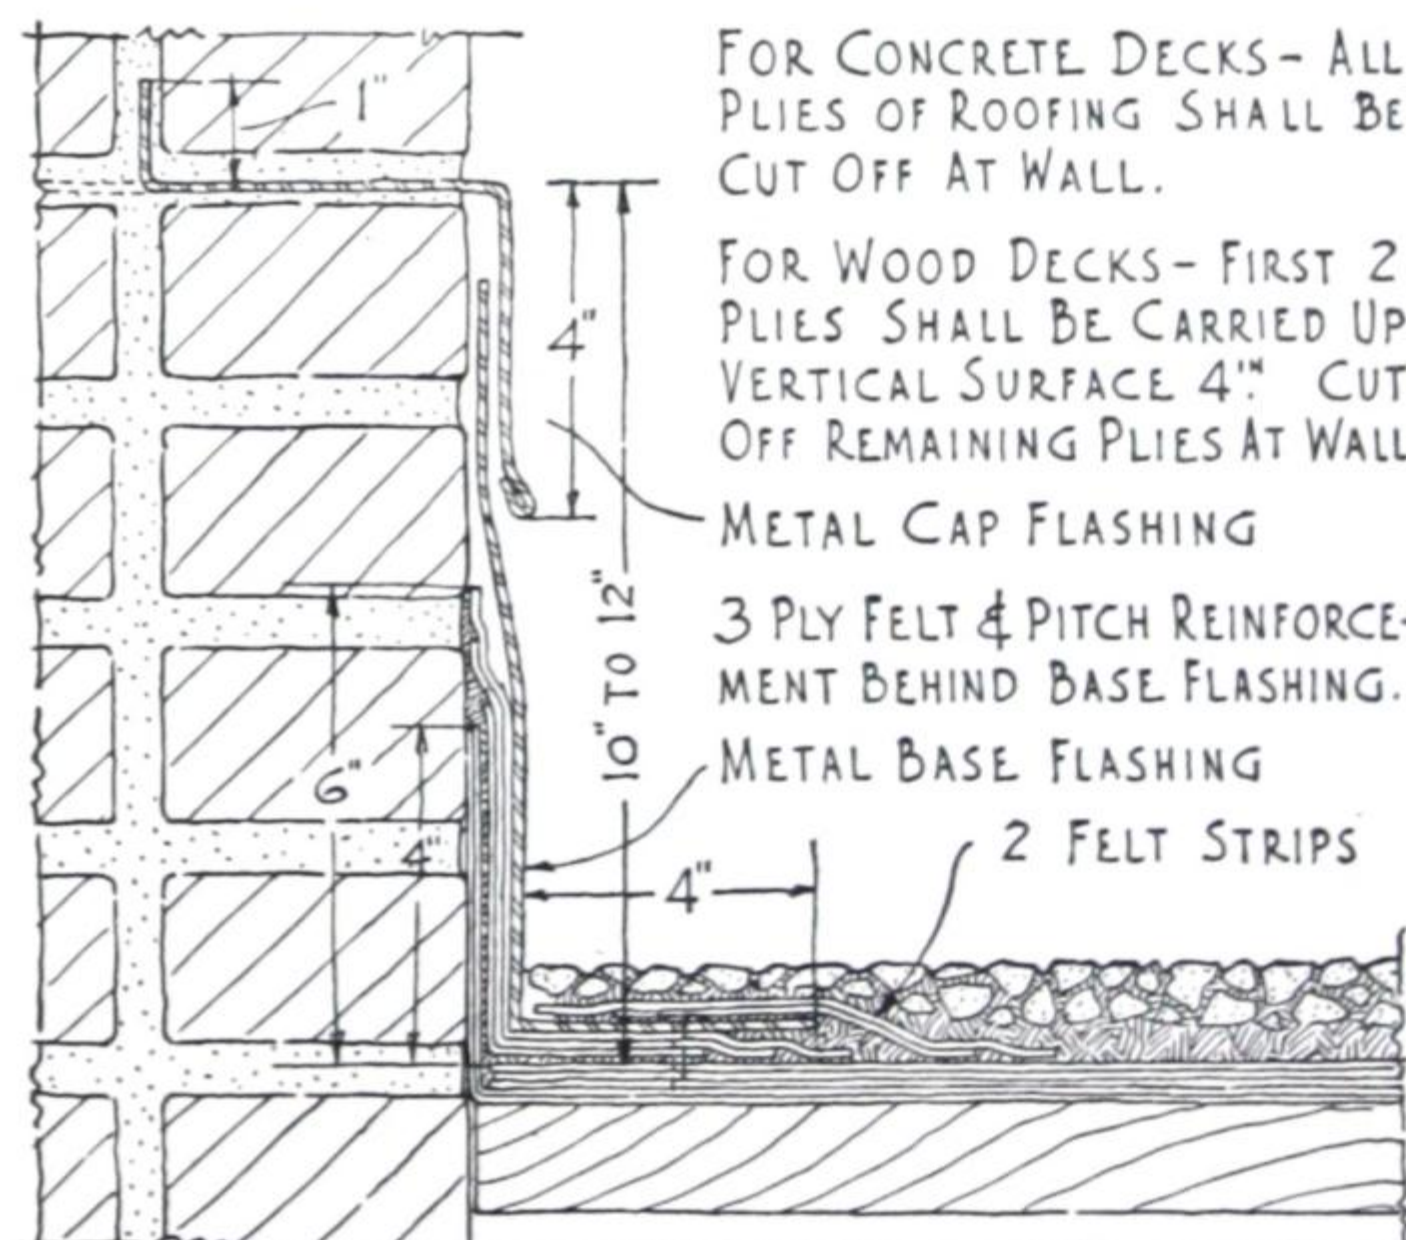 FOR CONCRETE DECKS - ALL
PLIES OF ROOFING SHALL BE
CUT OFF AT WALL.
FOR WOOD DECKS - FIRST 2
PLIES SHALL BE CARRIED UP
VERTICAL SURFACE 4"." CUT
OFF REMAINING PLIES AT WALL
METAL CAP FLASHING
3 PLY FELT & PITCH REINFORCE-
MENT BEHIND BASE FLASHING.
METAL BASE FLASHING
2 FELT STRIPS
1"
4"
10" TO 12"
6"
4"
4"